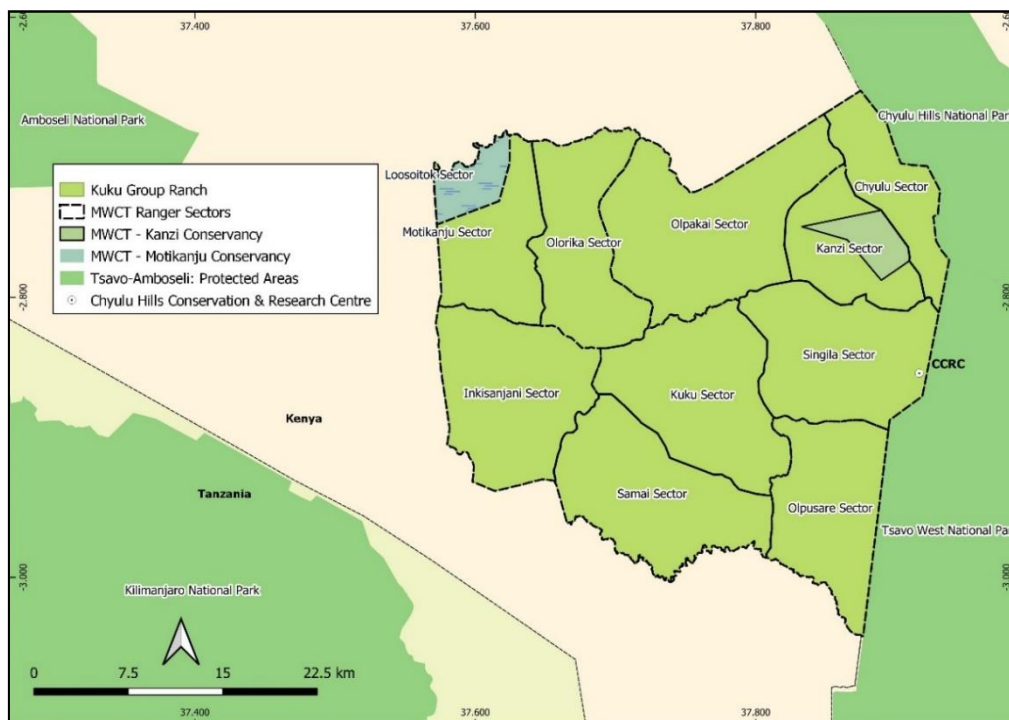 37.400
37.600
37.800
-2.600
-2.600
Amboseli National Park
Chyulu Hills National Par
Kuku Group Ranch
MWCT Ranger Sectors
MWCT - Kanzi Conservancy
MWCT - Motikanju Conservancy
Tsavo-Amboseli: Protected Areas
Chyulu Hills Conservation & Research Centre
Loosoitok Sector
Chyulu Sector
Motikanju Sector
Olorika Sector
Olpakai Sector
Kanzi Sector
-2.800
-2.800
Singila Sector
CCRC
Inkisanjani Sector
Kuku Sector
Kenya
Tanzania
Samai Sector
Olpusare Sector
Tsavo West National Par
-3.000
-3.000
Kilimanjaro National Park
0
7.5
15
22.5 km
37.400
37.600
37.800